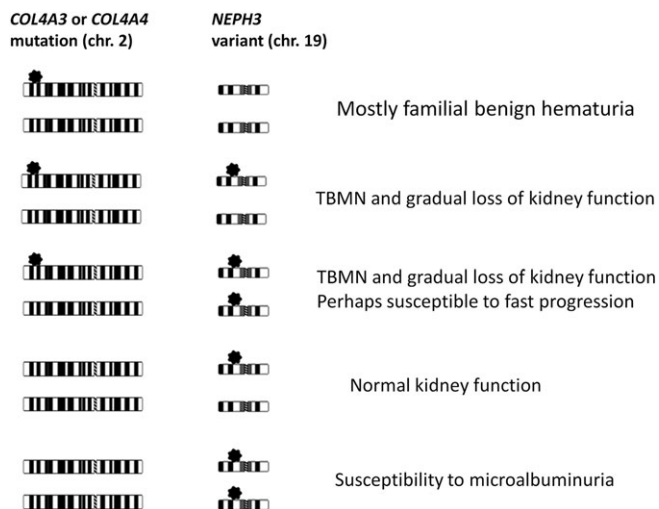 COL4A3 or COL4A4
mutation (chr. 2)
NEPH3
variant (chr. 19)
Mostly familial benign hematuria
TBMN and gradual loss of kidney function
TBMN and gradual loss of kidney function
Perhaps susceptible to fast progression
Normal kidney function
Susceptibility to microalbuminuria